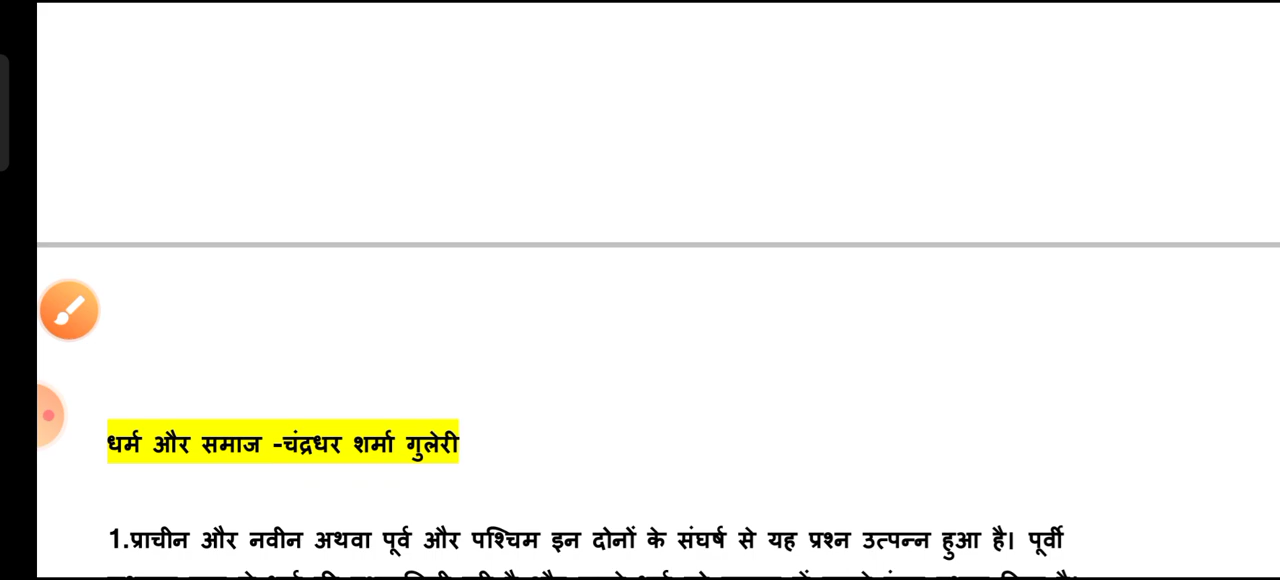 धर्म और समाज -चंद्रधर शर्मा गुलेरी
1.प्राचीन और नवीन अथवा पूर्व और पश्चिम इन दोनों के संघर्ष से यह प्रश्न उत्पन्न हुआ है। पूर्वी